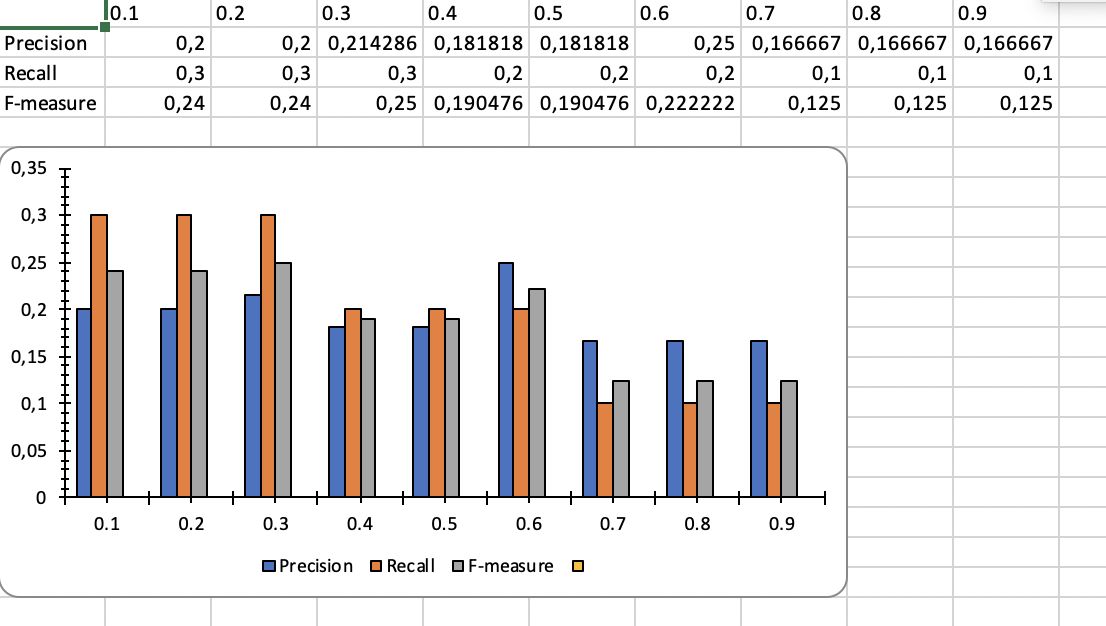 0.1 0.2 0.3 0.4 0.5 0.6 0.7 0.8 0.9
Precision 0,2 0,2 0,214286 0,181818 0,181818 0,25 0,166667 0,166667 0,166667
Recall 0,3 0,3 0,3 0,2 0,2 0,2 0,1 0,1 0,1
F-measure 0,24 0,24 0,25 0,190476 0,190476 0,222222 0,125 0,125 0,125
0,35
0,3
0,25
0,2
0,15
0,1
0,05
0
0.1 0.2 0.3 0.4 0.5 0.6 0.7 0.8 0.9
Precision Recall F-measure